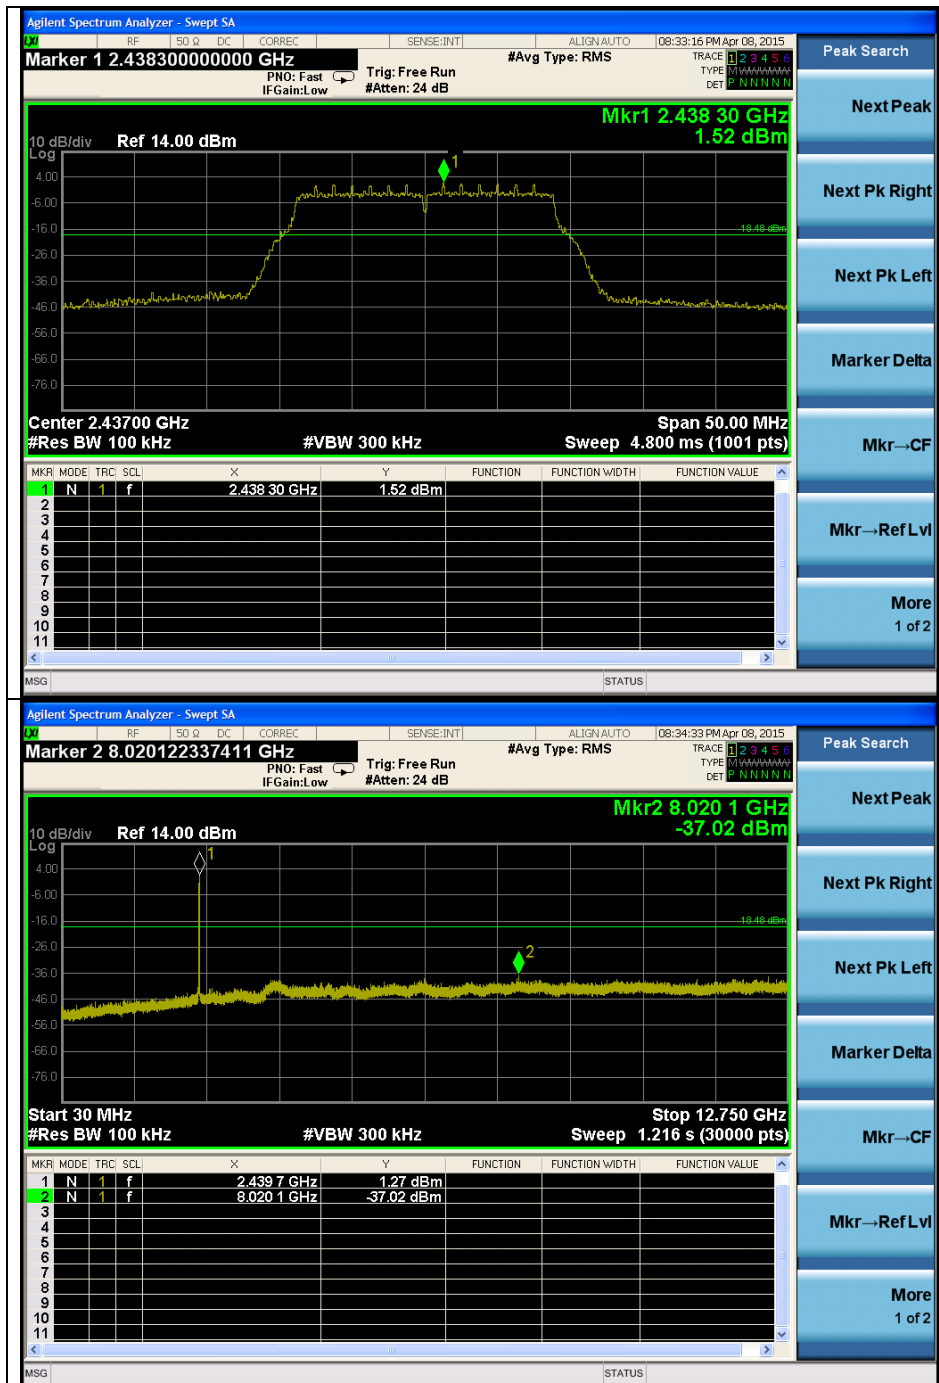 Agilent Spectrum Analyzer - Swept SA
LXI RF 50 Ω DC CORREC SENSE:INT ALIGN AUTO 08:33:16 PM Apr 08, 2015
Marker 1 2.438300000000 GHz #Avg Type: RMS TRACE 1 2 3 4 5 6
PNO: Fast Trig: Free Run TYPE M WWWWW
IFGain:Low #Atten: 24 dB DET P N N N N N
Peak Search
Next Peak
Next Pk Right
Next Pk Left
Marker Delta
Mkr→CF
Mkr→Ref Lvl
More
1 of 2
Mkr1 2.438 30 GHz
10 dB/div Ref 14.00 dBm 1.52 dBm
Log
1
4.00
-6.00
-16.0
18.48 dBm
-26.0
-36.0
-46.0
-56.0
-66.0
-76.0
Center 2.43700 GHz Span 50.00 MHz
#Res BW 100 kHz #VBW 300 kHz Sweep 4.800 ms (1001 pts)
MKR MODE TRC SCL X Y FUNCTION FUNCTION WIDTH FUNCTION VALUE
1 N 1 f 2.438 30 GHz 1.52 dBm
2
3
4
5
6
7
8
9
10
11
MSG STATUS
Agilent Spectrum Analyzer - Swept SA
LXI RF 50 Ω DC CORREC SENSE:INT ALIGN AUTO 08:34:33 PM Apr 08, 2015
Marker 2 8.020122337411 GHz #Avg Type: RMS TRACE 1 2 3 4 5 6
PNO: Fast Trig: Free Run TYPE M WWWWW
IFGain:Low #Atten: 24 dB DET P N N N N N
Peak Search
Next Peak
Next Pk Right
Next Pk Left
Marker Delta
Mkr→CF
Mkr→Ref Lvl
More
1 of 2
Mkr2 8.020 1 GHz
10 dB/div Ref 14.00 dBm -37.02 dBm
Log
1
4.00
-6.00
-16.0
18.48 dBm
-26.0
2
-36.0
-46.0
-56.0
-66.0
-76.0
Start 30 MHz Stop 12.750 GHz
#Res BW 100 kHz #VBW 300 kHz Sweep 1.216 s (30000 pts)
MKR MODE TRC SCL X Y FUNCTION FUNCTION WIDTH FUNCTION VALUE
1 N 1 f 2.439 7 GHz 1.27 dBm
2 N 1 f 8.020 1 GHz -37.02 dBm
3
4
5
6
7
8
9
10
11
MSG STATUS